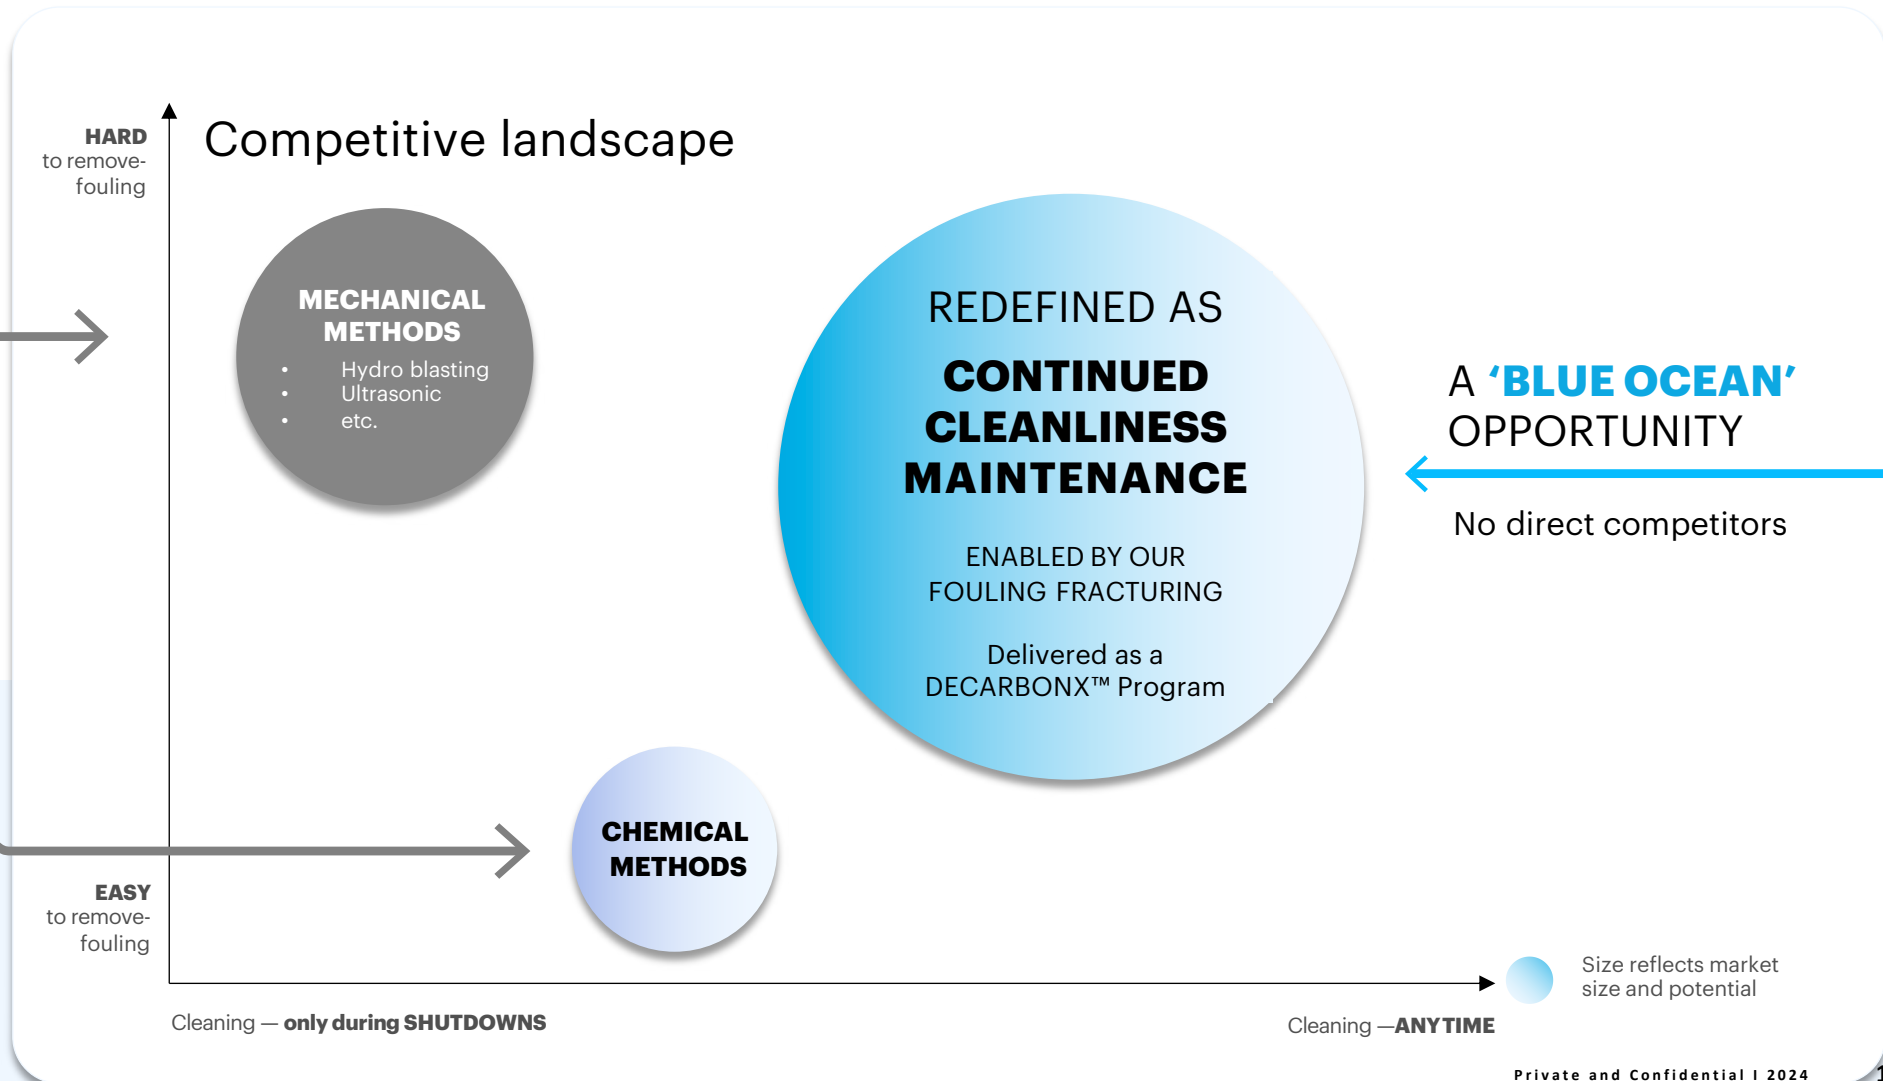 HARD
to remove-
fouling
Competitive landscape
MECHANICAL
METHODS
• Hydro blasting
• Ultrasonic
• etc.
REDEFINED AS
CONTINUED
CLEANLINESS
MAINTENANCE
ENABLED BY OUR
FOULING FRACTURING
Delivered as a
DECARBONX™ Program
A ‘BLUE OCEAN’
OPPORTUNITY
No direct competitors
CHEMICAL
METHODS
EASY
to remove-
fouling
Size reflects market
size and potential
Cleaning — only during SHUTDOWNS
Cleaning —ANYTIME
Private and Confidential I 2024